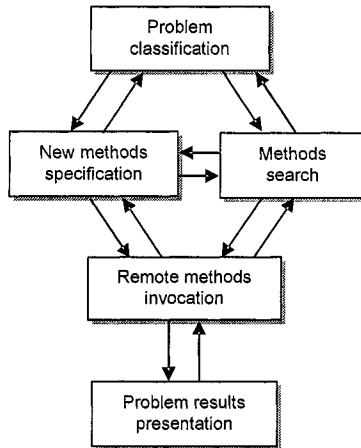 Problem
classification
New methods
specification
Methods
search
Remote methods
invocation
Problem results
presentation